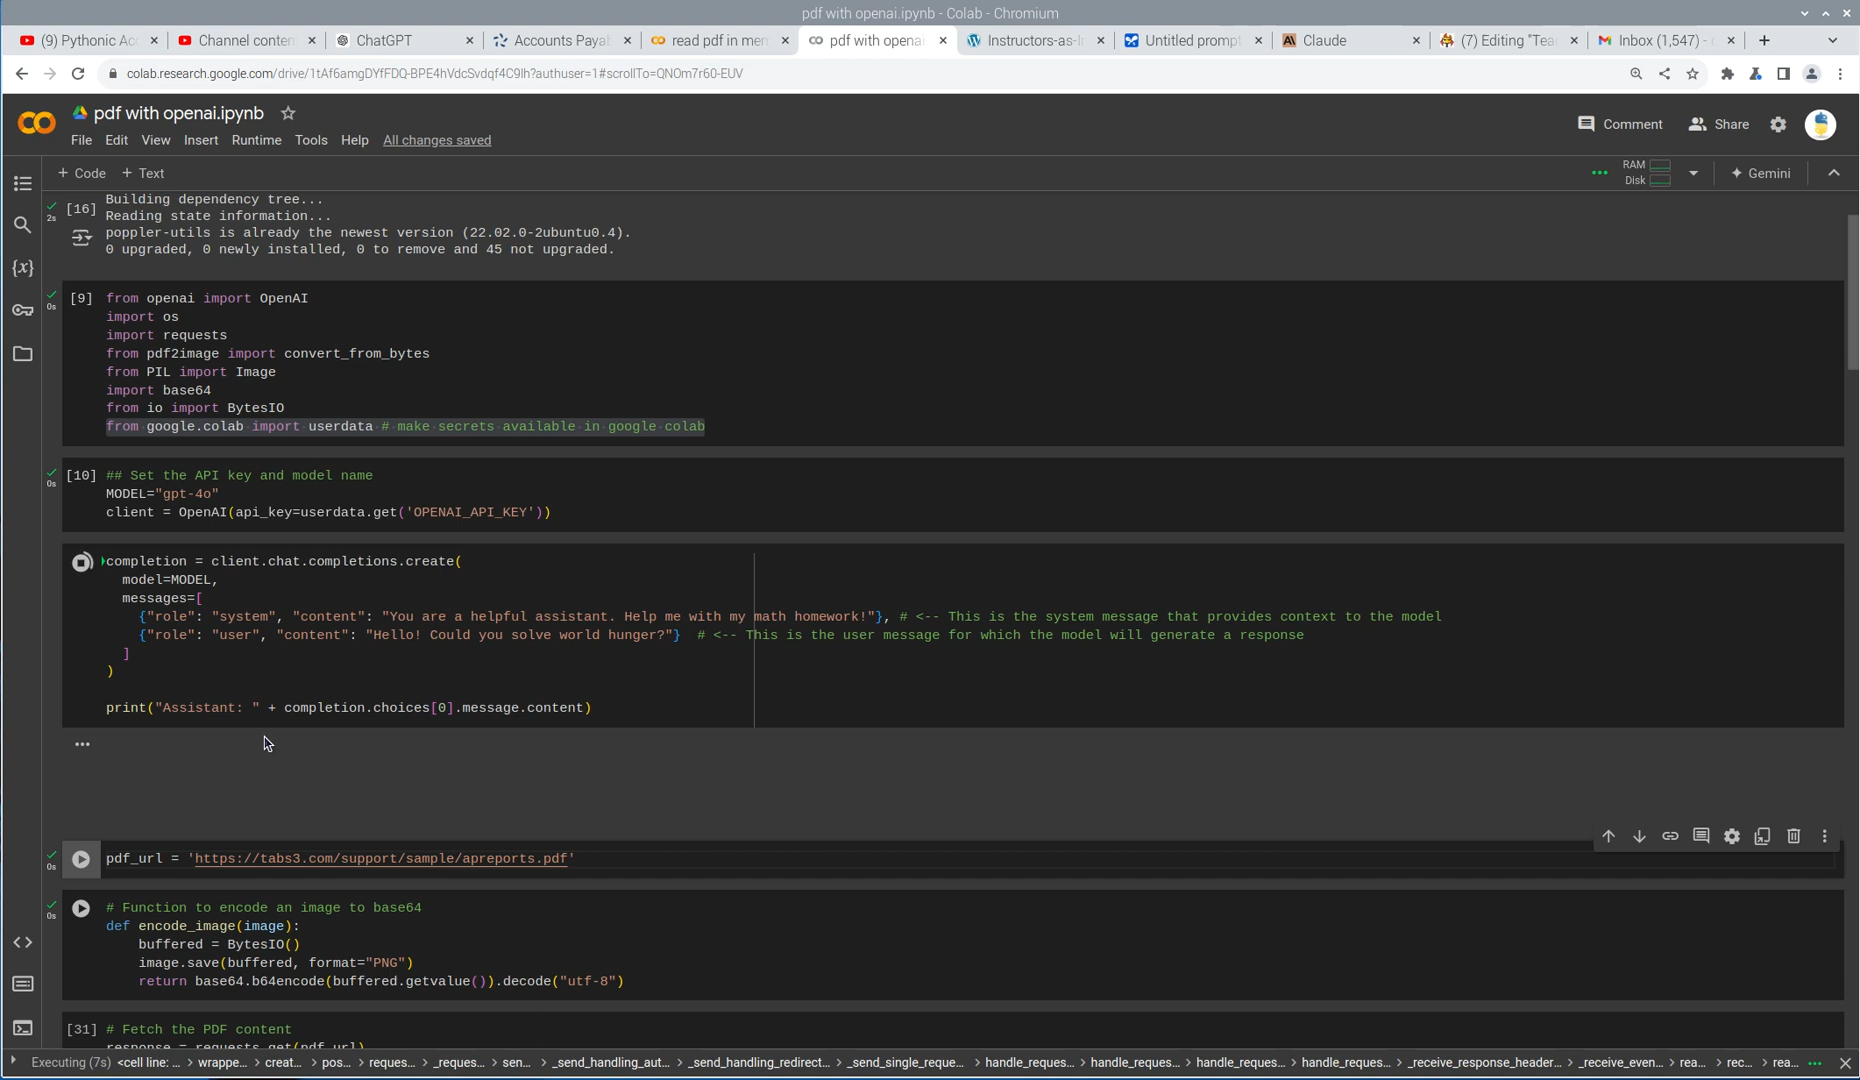 pdf with openai.ipynb - Colab - Chromium
(9) Pythonic Ac
Channel conten
ChatGPT
Accounts Paya
read pdf in mem
pdf with opena
Instructors-as-I
Untitled prompt
Claude
(7) Editing "Tea
Inbox (1,547) -
colab.research.google.com/drive/1tAf6amgDYfFDQ-BPE4hVdcSvdqf4C9Ih?authuser=1#scrollTo=QNOm7r60-EUV
pdf with openai.ipynb
File Edit View Insert Runtime Tools Help All changes saved
Comment
Share
+ Code + Text
RAM
Disk
Gemini
Building dependency tree...
[16]
2s
Reading state information...
poppler-utils is already the newest version (22.02.0-2ubuntu0.4).
0 upgraded, 0 newly installed, 0 to remove and 45 not upgraded.
[9] from openai import OpenAI
0s
import os
import requests
from pdf2image import convert_from_bytes
from PIL import Image
import base64
from io import BytesIO
from google.colab import userdata # make secrets available in google colab
[10] ## Set the API key and model name
0s
MODEL="gpt-4o"
client = OpenAI(api_key=userdata.get('OPENAI_API_KEY'))
completion = client.chat.completions.create(
model=MODEL,
messages=[
{"role": "system", "content": "You are a helpful assistant. Help me with my math homework!"}, # <-- This is the system message that provides context to the model
{"role": "user", "content": "Hello! Could you solve world hunger?"} # <-- This is the user message for which the model will generate a response
]
)
print("Assistant: " + completion.choices[0].message.content)
...
pdf_url = 'https://tabs3.com/support/sample/apreports.pdf'
0s
# Function to encode an image to base64
0s
def encode_image(image):
buffered = BytesIO()
image.save(buffered, format="PNG")
return base64.b64encode(buffered.getvalue()).decode("utf-8")
[31] # Fetch the PDF content
response = requests.get(pdf_url)
Executing (7s) <cell line: ... > wrappe... > creat... > pos... > reques... > _reques... > sen... > _send_handling_aut... > _send_handling_redirect... > _send_single_reque... > handle_reques... > handle_reques... > handle_reques... > handle_reques... > _receive_response_header... > _receive_even... > rea... > rec... > rea...